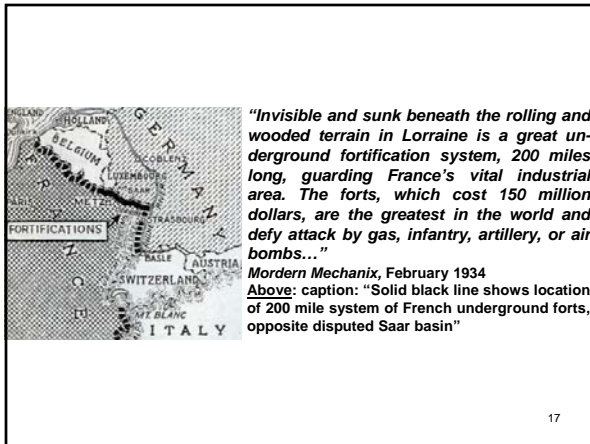 ENGLAND
HOLLAND
GERMANY
BELGIUM
COBLENZ
LUXEMBOURG
SAAR
PARIS
METZ
STRASBOURG
FORTIFICATIONS
FRANCE
BASLE
AUSTRIA
SWITZERLAND
MT. BLANC
ITALY
“Invisible and sunk beneath the rolling and
wooded terrain in Lorraine is a great un-
derground fortification system, 200 miles
long, guarding France’s vital industrial
area. The forts, which cost 150 million
dollars, are the greatest in the world and
defy attack by gas, infantry, artillery, or air
bombs…”
Mordern Mechanix, February 1934
Above: caption: “Solid black line shows location
of 200 mile system of French underground forts,
opposite disputed Saar basin”
17